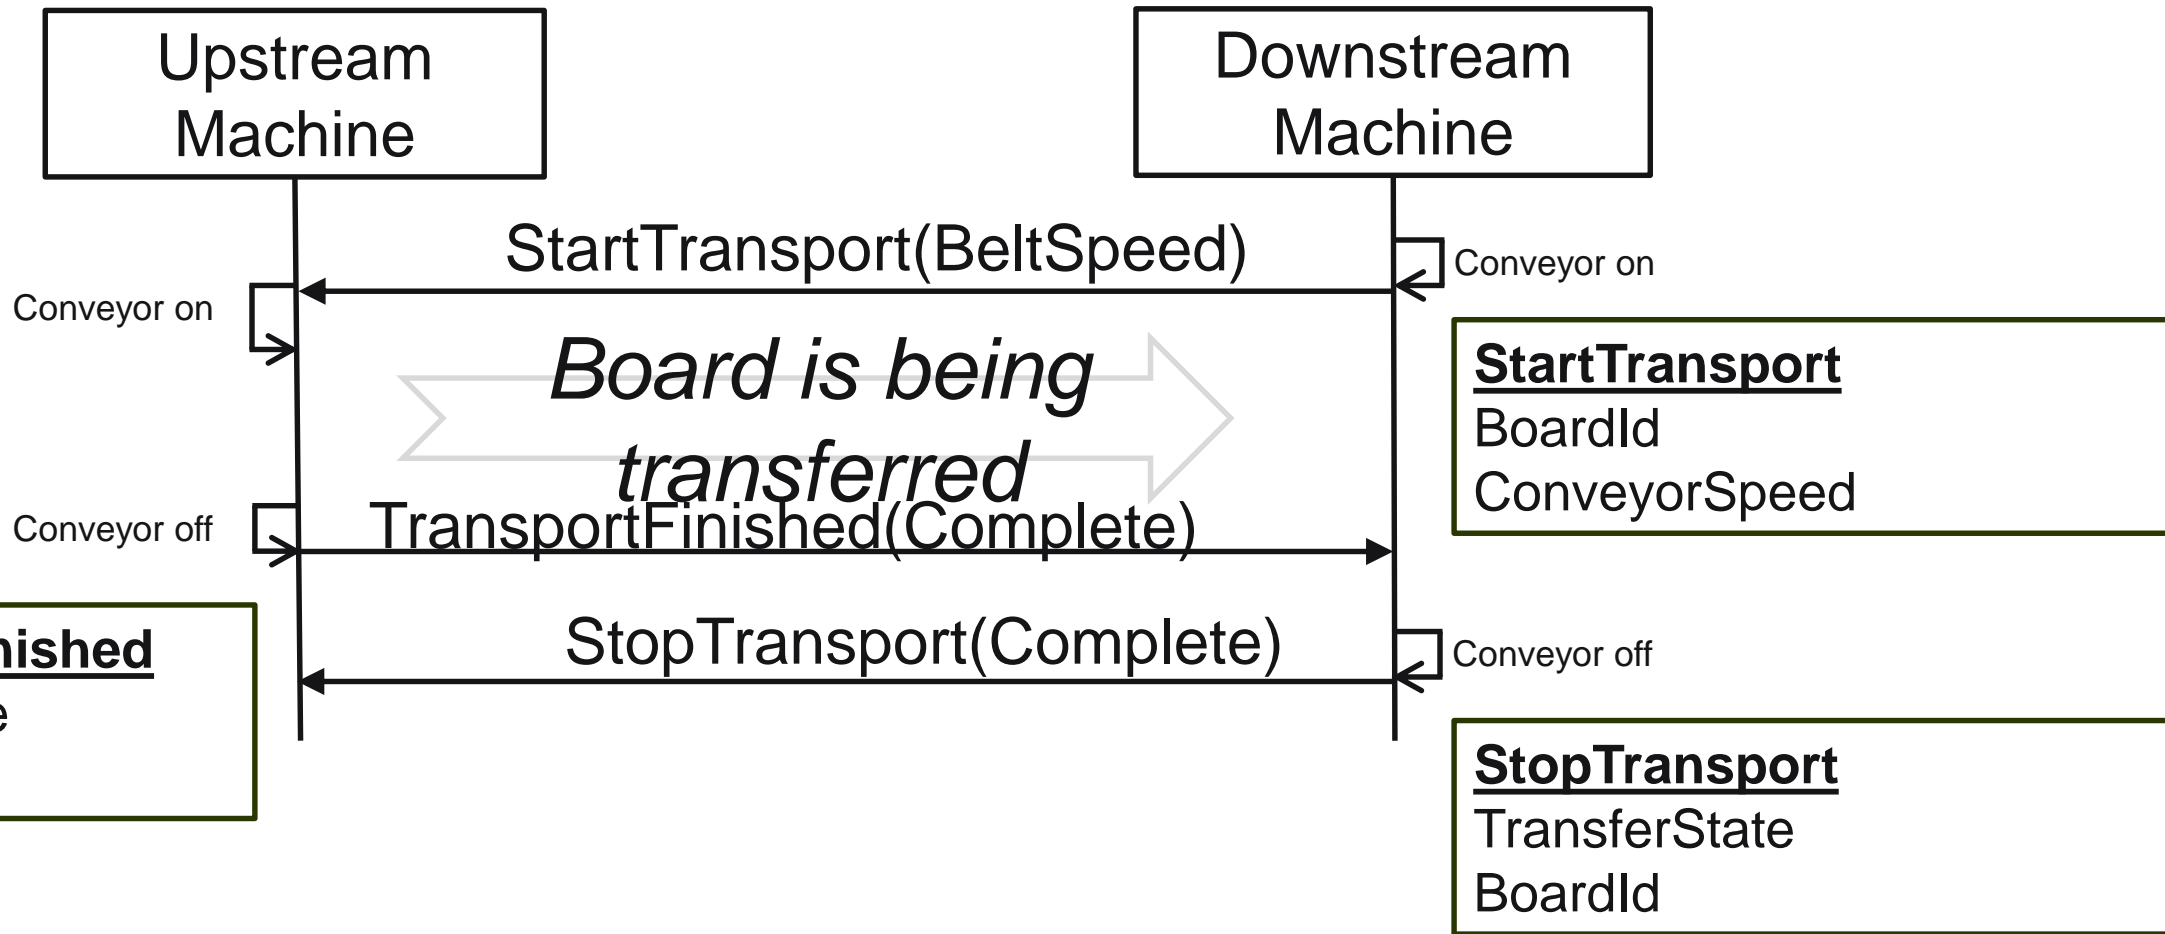 Upstream
Machine
Downstream
Machine
StartTransport(BeltSpeed)
Conveyor on
Conveyor on
Board is being
transferred
StartTransport
BoardId
ConveyorSpeed
Conveyor off
TransportFinished(Complete)
StopTransport(Complete)
Conveyor off
StopTransport
TransferState
BoardId